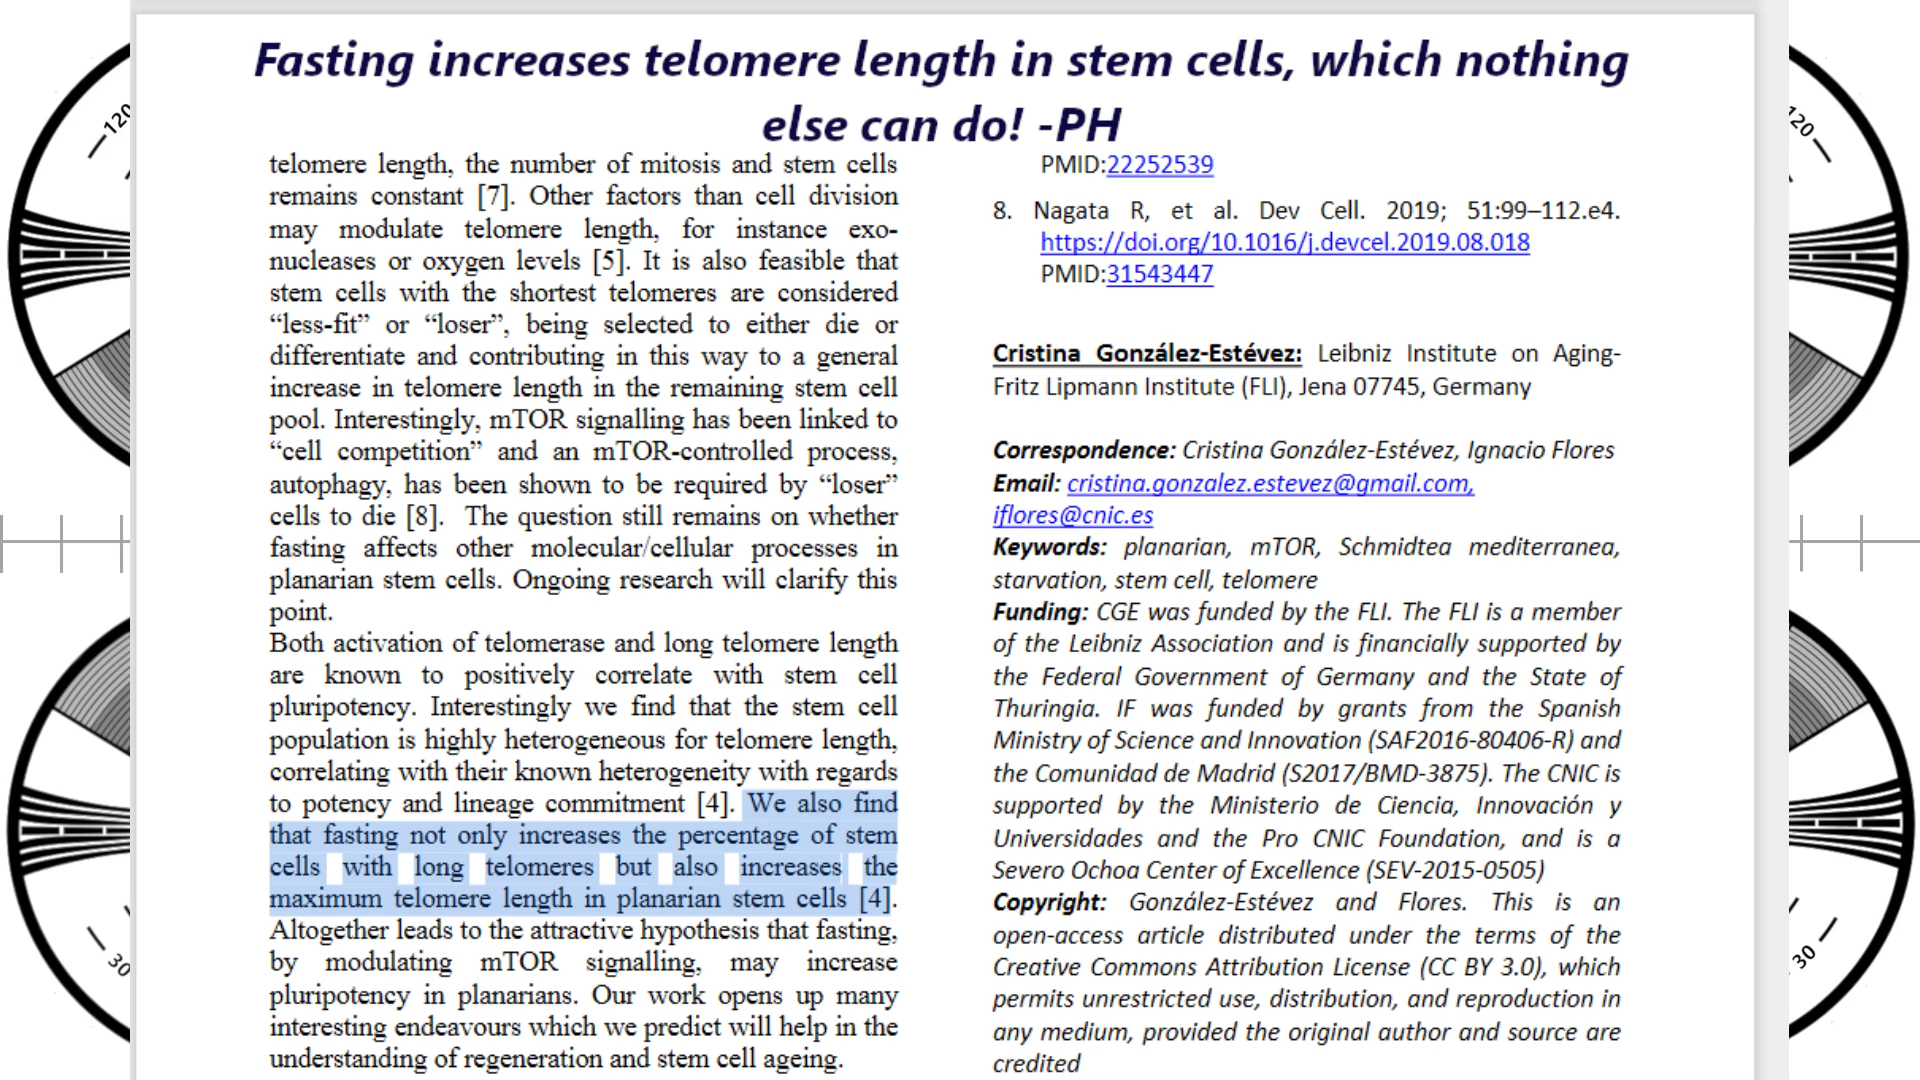 Fasting increases telomere length in stem cells, which nothing
else can do! -PH
telomere length, the number of mitosis and stem cells
remains constant [7]. Other factors than cell division
may modulate telomere length, for instance exo-
nucleases or oxygen levels [5]. It is also feasible that
stem cells with the shortest telomeres are considered
“less-fit” or “loser”, being selected to either die or
differentiate and contributing in this way to a general
increase in telomere length in the remaining stem cell
pool. Interestingly, mTOR signalling has been linked to
“cell competition” and an mTOR-controlled process,
autophagy, has been shown to be required by “loser”
cells to die [8]. The question still remains on whether
fasting affects other molecular/cellular processes in
planarian stem cells. Ongoing research will clarify this
point.
Both activation of telomerase and long telomere length
are known to positively correlate with stem cell
pluripotency. Interestingly we find that the stem cell
population is highly heterogeneous for telomere length,
correlating with their known heterogeneity with regards
to potency and lineage commitment [4]. We also find
that fasting not only increases the percentage of stem
cells with long telomeres but also increases the
maximum telomere length in planarian stem cells [4].
Altogether leads to the attractive hypothesis that fasting,
by modulating mTOR signalling, may increase
pluripotency in planarians. Our work opens up many
interesting endeavours which we predict will help in the
understanding of regeneration and stem cell ageing.
PMID:22252539
8. Nagata R, et al. Dev Cell. 2019; 51:99–112.e4.
https://doi.org/10.1016/j.devcel.2019.08.018
PMID:31543447
Cristina González-Estévez: Leibniz Institute on Aging-
Fritz Lipmann Institute (FLI), Jena 07745, Germany
Correspondence: Cristina González-Estévez, Ignacio Flores
Email: cristina.gonzalez.estevez@gmail.com,
iflores@cnic.es
Keywords: planarian, mTOR, Schmidtea mediterranea,
starvation, stem cell, telomere
Funding: CGE was funded by the FLI. The FLI is a member
of the Leibniz Association and is financially supported by
the Federal Government of Germany and the State of
Thuringia. IF was funded by grants from the Spanish
Ministry of Science and Innovation (SAF2016-80406-R) and
the Comunidad de Madrid (S2017/BMD-3875). The CNIC is
supported by the Ministerio de Ciencia, Innovación y
Universidades and the Pro CNIC Foundation, and is a
Severo Ochoa Center of Excellence (SEV-2015-0505)
Copyright: González-Estévez and Flores. This is an
open-access article distributed under the terms of the
Creative Commons Attribution License (CC BY 3.0), which
permits unrestricted use, distribution, and reproduction in
any medium, provided the original author and source are
credited
120
120
30
30